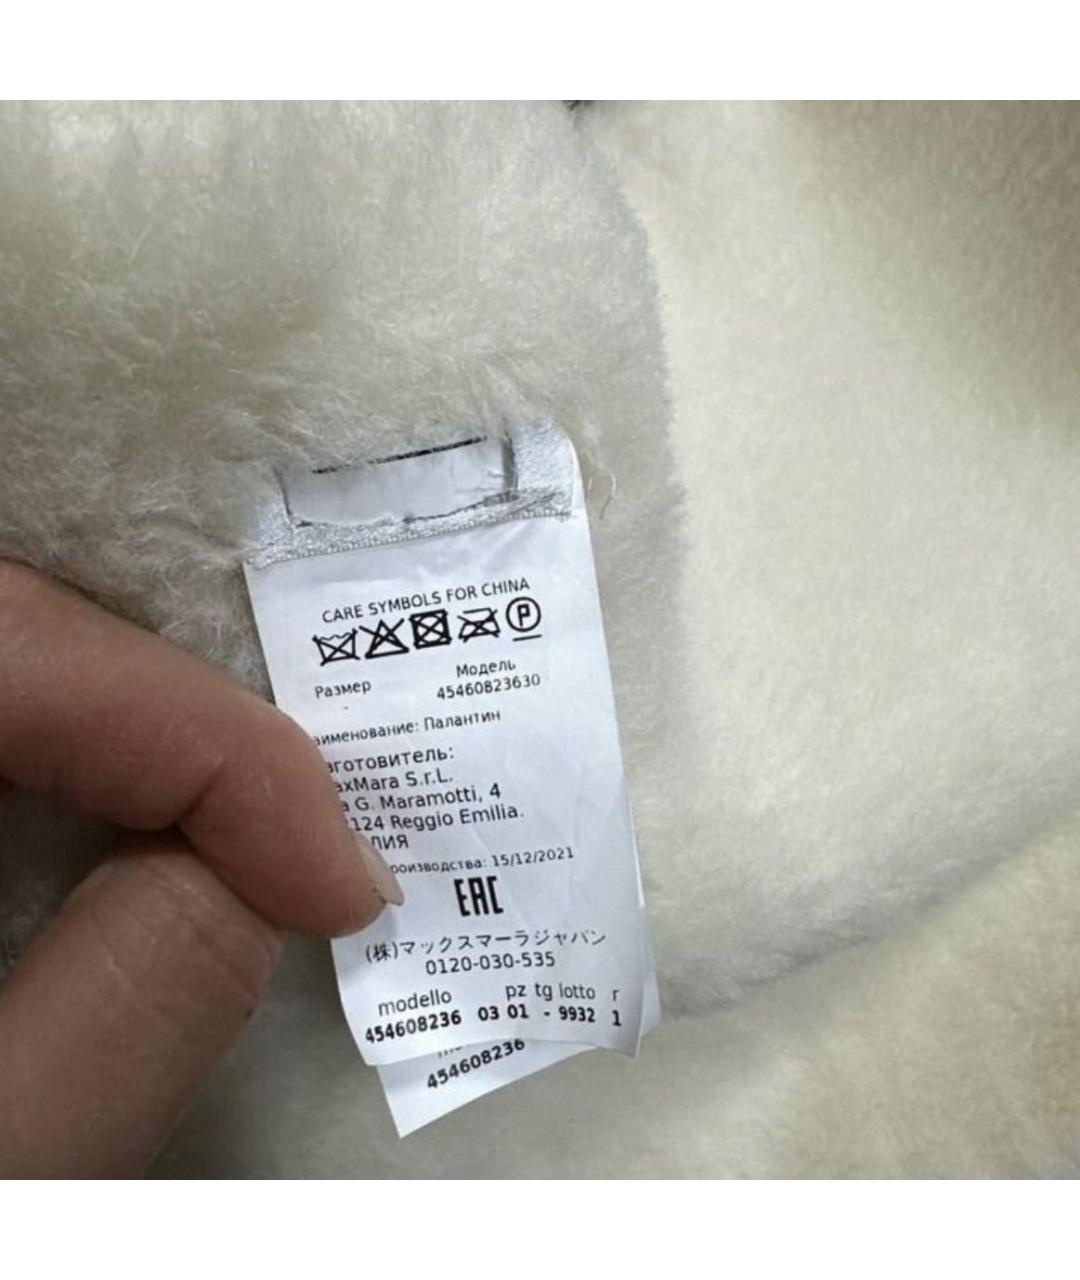 CARE SYMBOLS FOR CHINA
P
Размер
Модель
45460823630
-
аименование: Палантин
зготовитель:
axMara S.r.L.
a G. Maramotti, 4
124 Reggio Emilia.
ЛИЯ
роизводства: 15/12/2021
EAC
(株)マックスマーラジャパン
0120-030-535
modello pz tg lotto r
454608236 03 01 - 9932 1
454608236